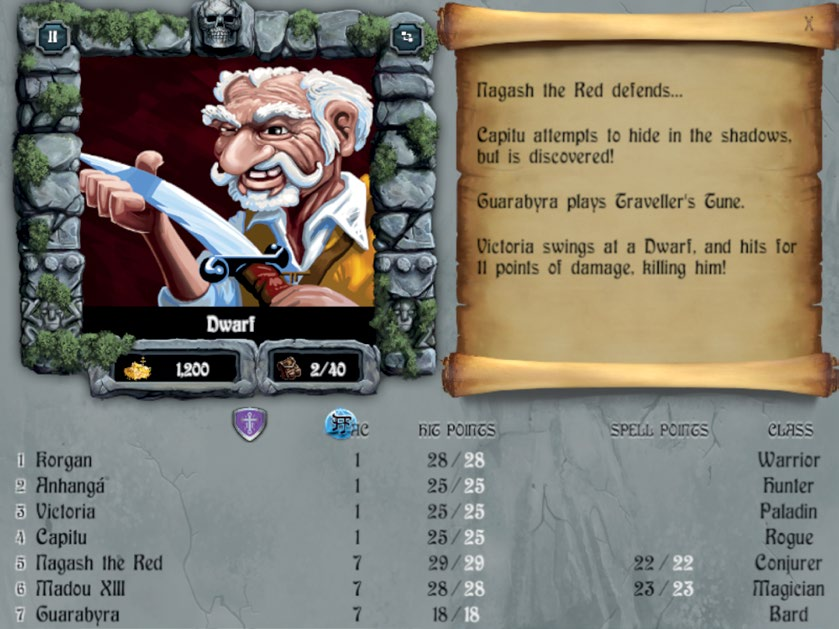 X
Nagash the Red defends...
Capitu attempts to hide in the shadows,
but is discovered!
Guarabyra plays Traveller's Tune.
Victoria swings at a Dwarf, and hits for
11 points of damage, killing him!
Dwarf
1,200
2/40
AC HIT POINTS SPELL POINTS CLASS
1 Korgan 1 28/28 Warrior
2 Anhangá 1 25/25 Hunter
3 Victoria 1 25/25 Paladin
4 Capitu 1 25/25 Rogue
5 Nagash the Red 7 29/29 22/22 Conjurer
6 Madou XIII 7 28/28 23/23 Magician
7 Guarabyra 7 18/18 Bard